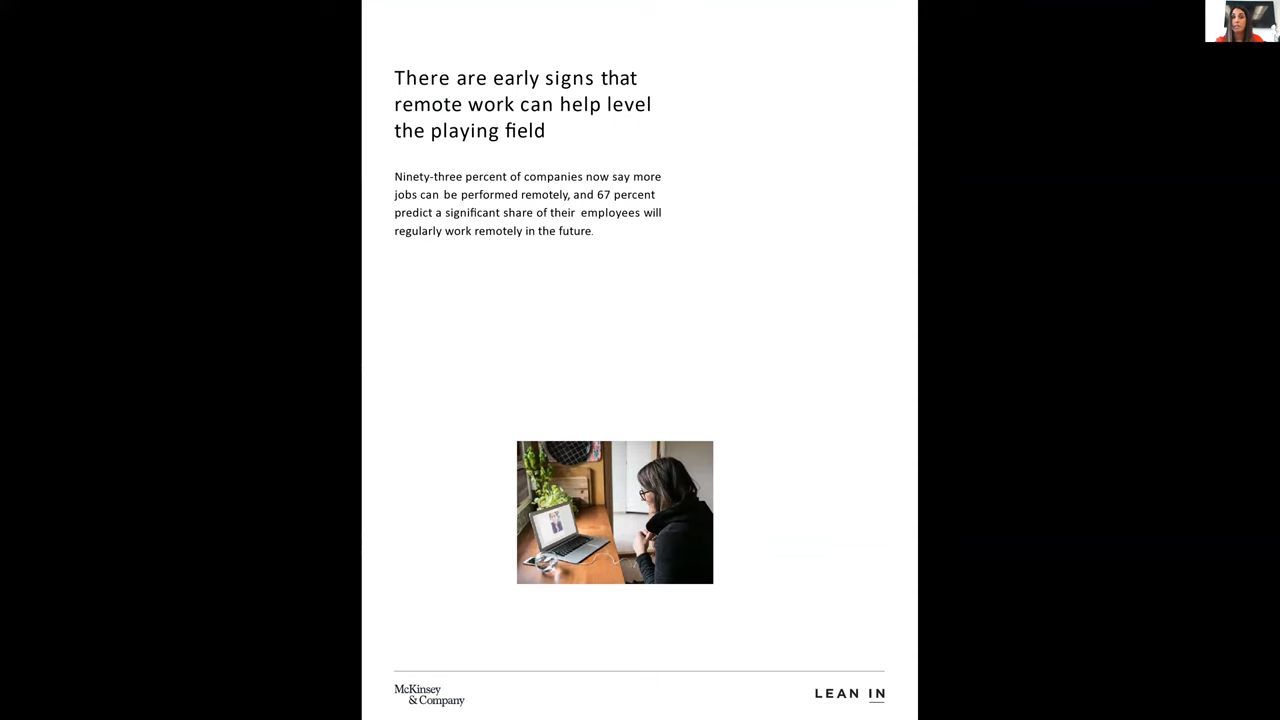 There are early signs that
remote work can help level
the playing field
Ninety-three percent of companies now say more
jobs can be performed remotely, and 67 percent
predict a significant share of their employees will
regularly work remotely in the future.
McKinsey
& Company
LEAN IN